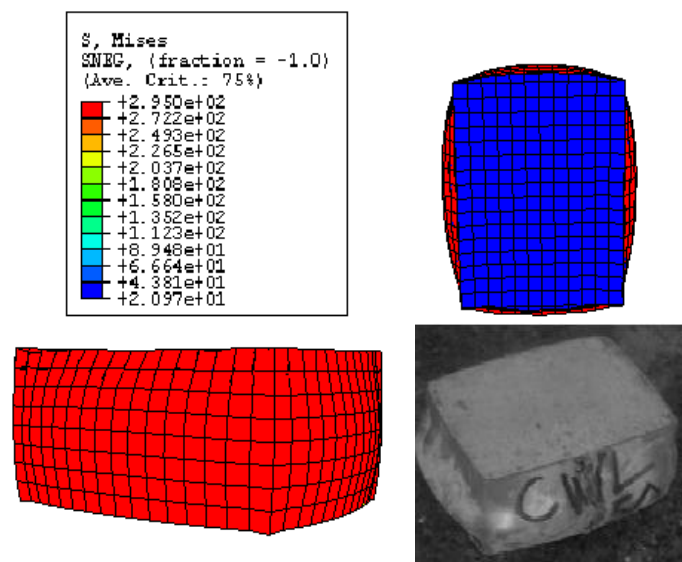 S, Mises
SNEG, (fraction = -1.0)
(Ave. Crit.: 75%)
+2.950e+02
+2.722e+02
+2.493e+02
+2.265e+02
+2.037e+02
+1.808e+02
+1.580e+02
+1.352e+02
+1.123e+02
+8.948e+01
+6.664e+01
+4.381e+01
+2.097e+01